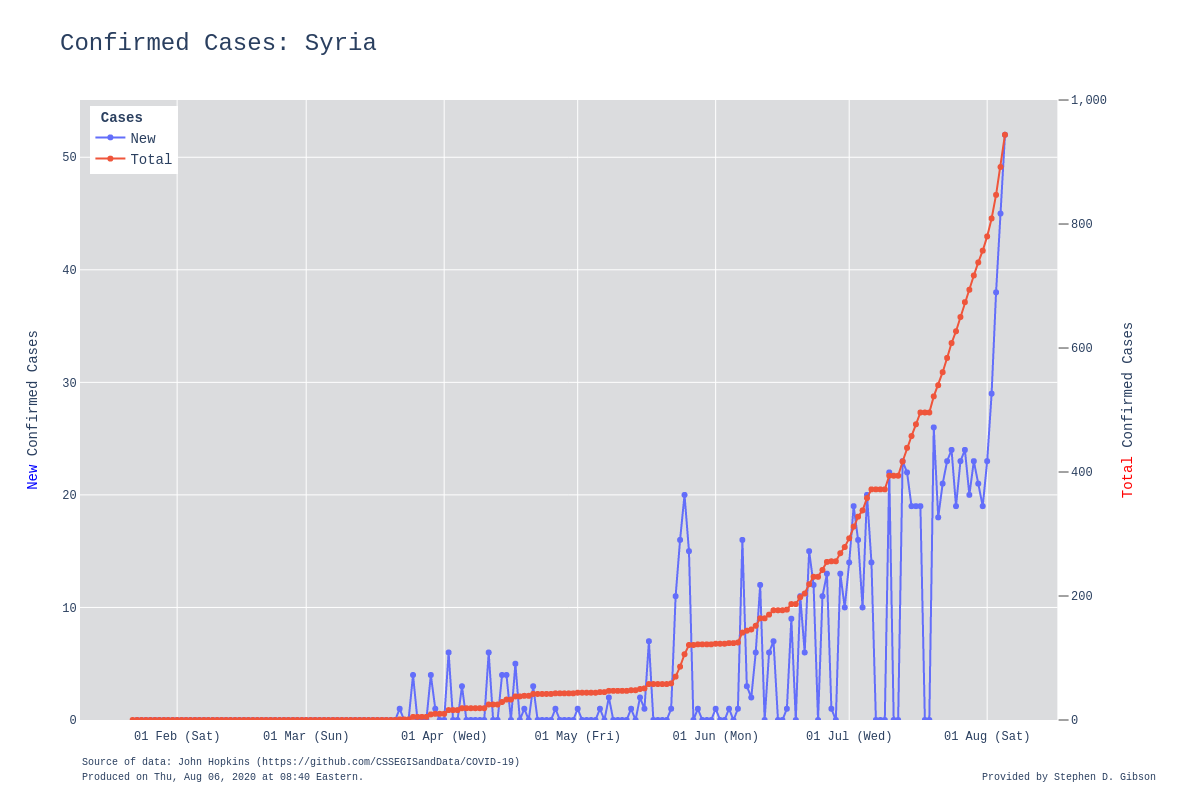 Confirmed Cases: Syria
Cases
New
Total
1,000
800
600
400
200
0
50
40
30
20
10
0
New Confirmed Cases
Total Confirmed Cases
01 Feb (Sat)
01 Mar (Sun)
01 Apr (Wed)
01 May (Fri)
01 Jun (Mon)
01 Jul (Wed)
01 Aug (Sat)
Source of data: John Hopkins (https://github.com/CSSEGISandData/COVID-19)
Produced on Thu, Aug 06, 2020 at 08:40 Eastern.
Provided by Stephen D. Gibson